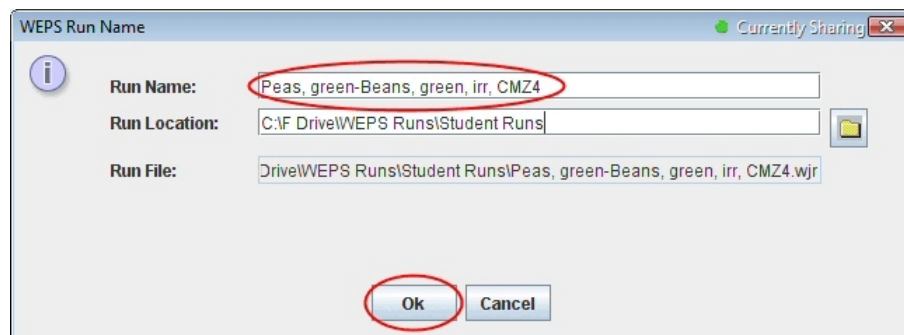 WEPS Run Name Currently Sharing
i
Run Name: Peas, green-Beans, green, irr, CMZ4
Run Location: C:\F Drive\WEPS Runs\Student Runs
Run File: Drive\WEPS Runs\Student Runs\Peas, green-Beans, green, irr, CMZ4.wjr
Ok Cancel